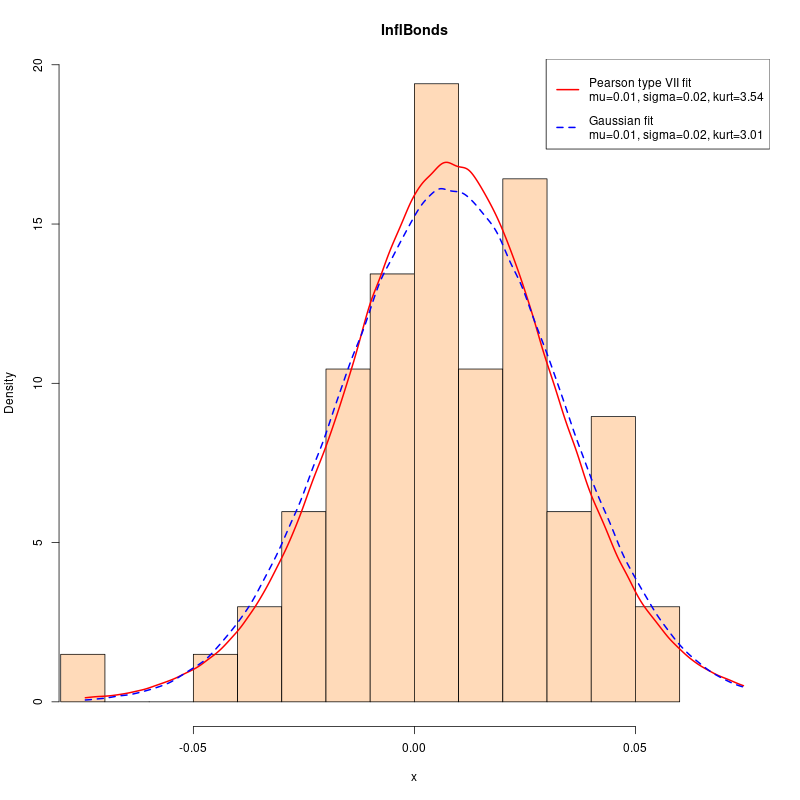 InflBonds
Pearson type VII fit
mu=0.01, sigma=0.02, kurt=3.54
Gaussian fit
mu=0.01, sigma=0.02, kurt=3.01
Density
20
15
10
5
0
-0.05 0.00 0.05
x